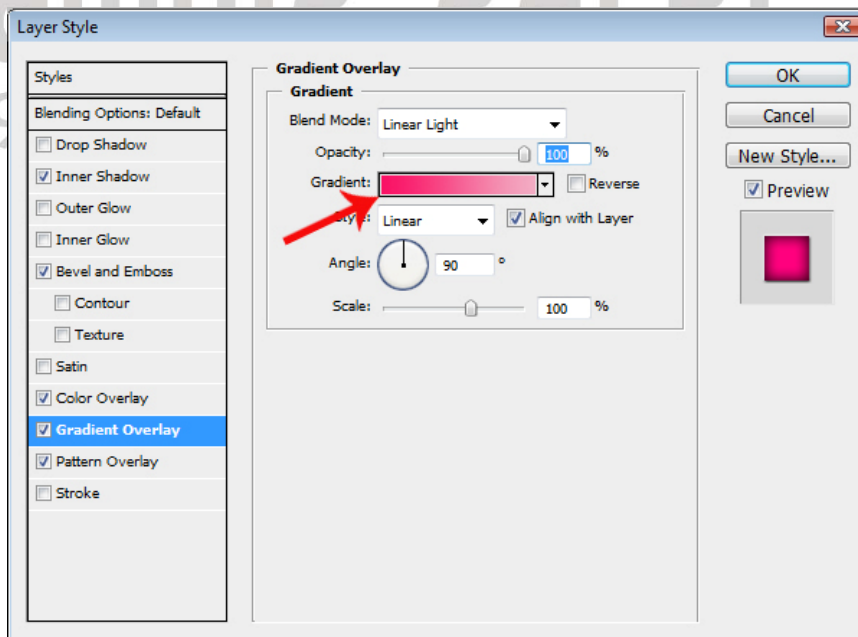 Layer Style
Styles
Blending Options: Default
Drop Shadow
Inner Shadow
Outer Glow
Inner Glow
Bevel and Emboss
Contour
Texture
Satin
Color Overlay
Gradient Overlay
Pattern Overlay
Stroke
Gradient Overlay
Gradient
Blend Mode: Linear Light
Opacity: 100 %
Gradient: Reverse
Linear Align with Layer
Angle: 90 °
Scale: 100 %
OK
Cancel
New Style...
Preview